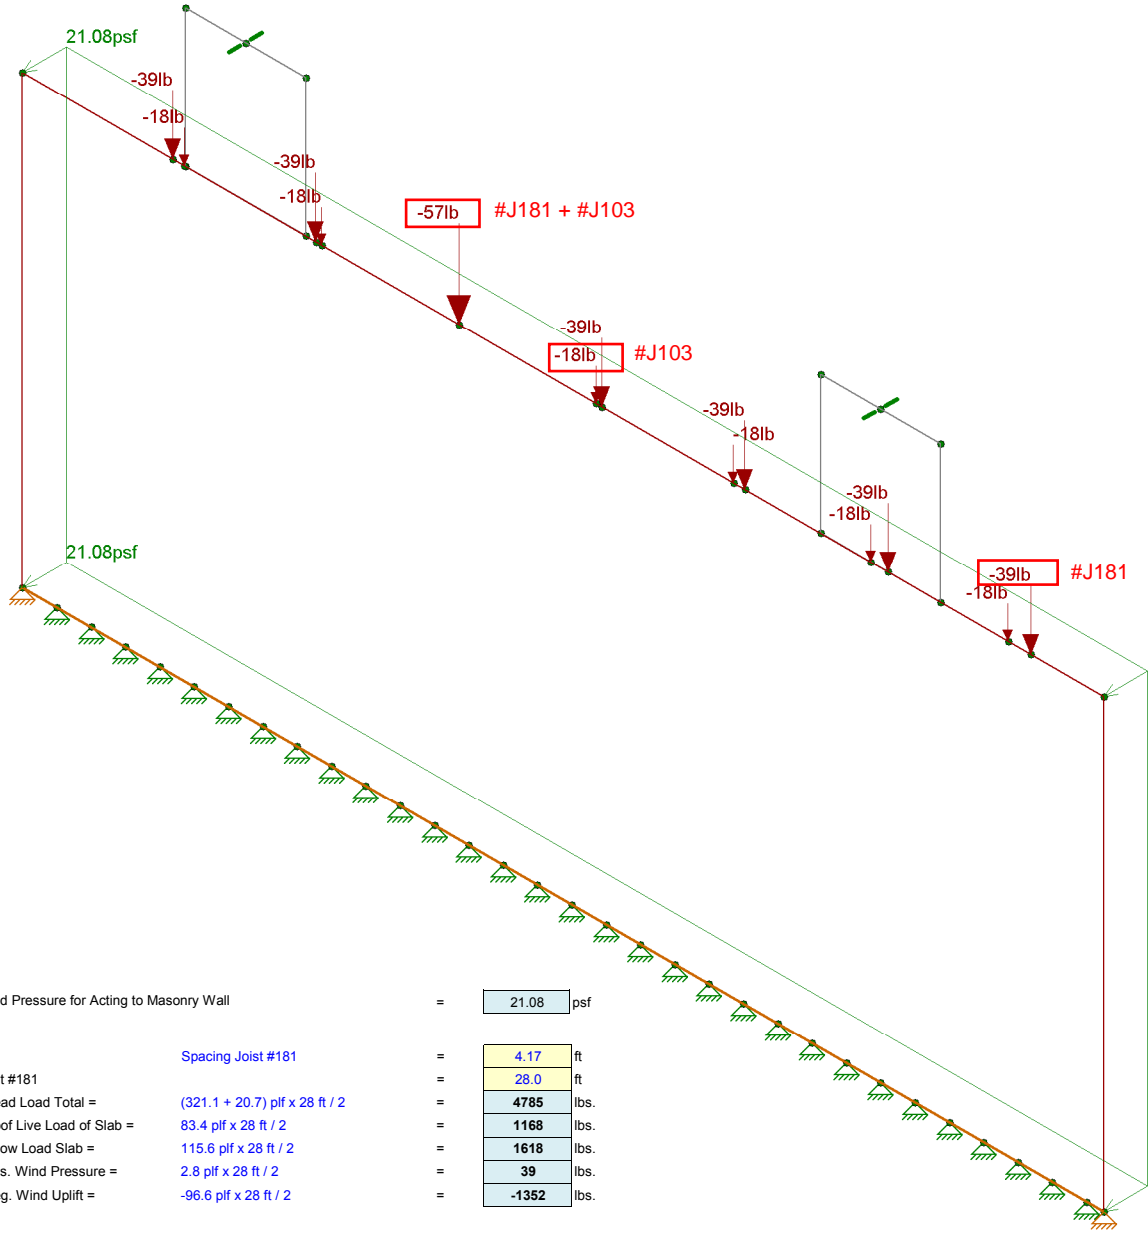 21.08psf
-39lb
-18lb
-39lb
-18lb
-57lb #J181 + #J103
-39lb
-18lb #J103
-39lb
-18lb
-39lb
-18lb
-39lb #J181
-18lb
21.08psf
d Pressure for Acting to Masonry Wall = 21.08 psf
Spacing Joist #181 = 4.17 ft
t #181 = 28.0 ft
ead Load Total = (321.1 + 20.7) plf x 28 ft / 2 = 4785 lbs.
of Live Load of Slab = 83.4 plf x 28 ft / 2 = 1168 lbs.
ow Load Slab = 115.6 plf x 28 ft / 2 = 1618 lbs.
s. Wind Pressure = 2.8 plf x 28 ft / 2 = 39 lbs.
g. Wind Uplift = -96.6 plf x 28 ft / 2 = -1352 lbs.